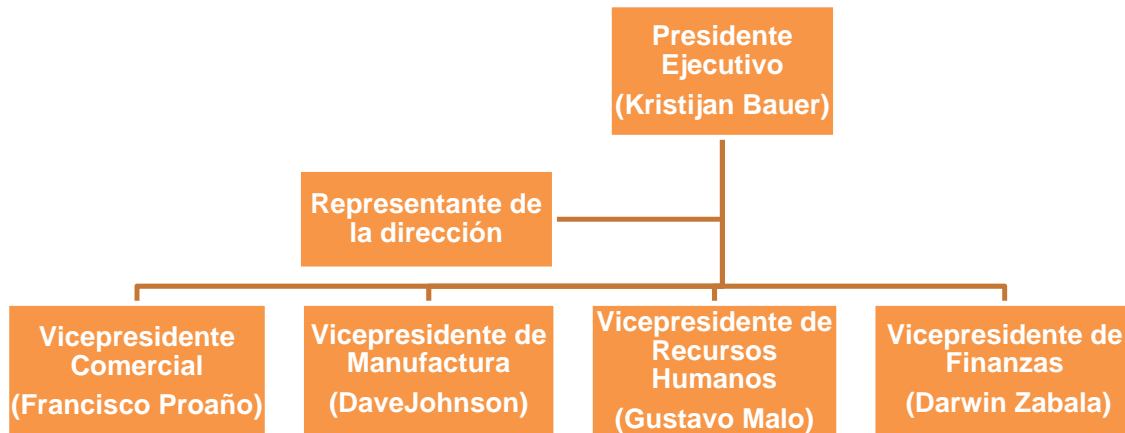 Presidente
Ejecutivo
(Kristijan Bauer)
Representante de
la dirección
Vicepresidente
Comercial
(Francisco Proaño)
Vicepresidente de
Manufactura
(DaveJohnson)
Vicepresidente de
Recursos
Humanos
(Gustavo Malo)
Vicepresidente de
Finanzas
(Darwin Zabala)